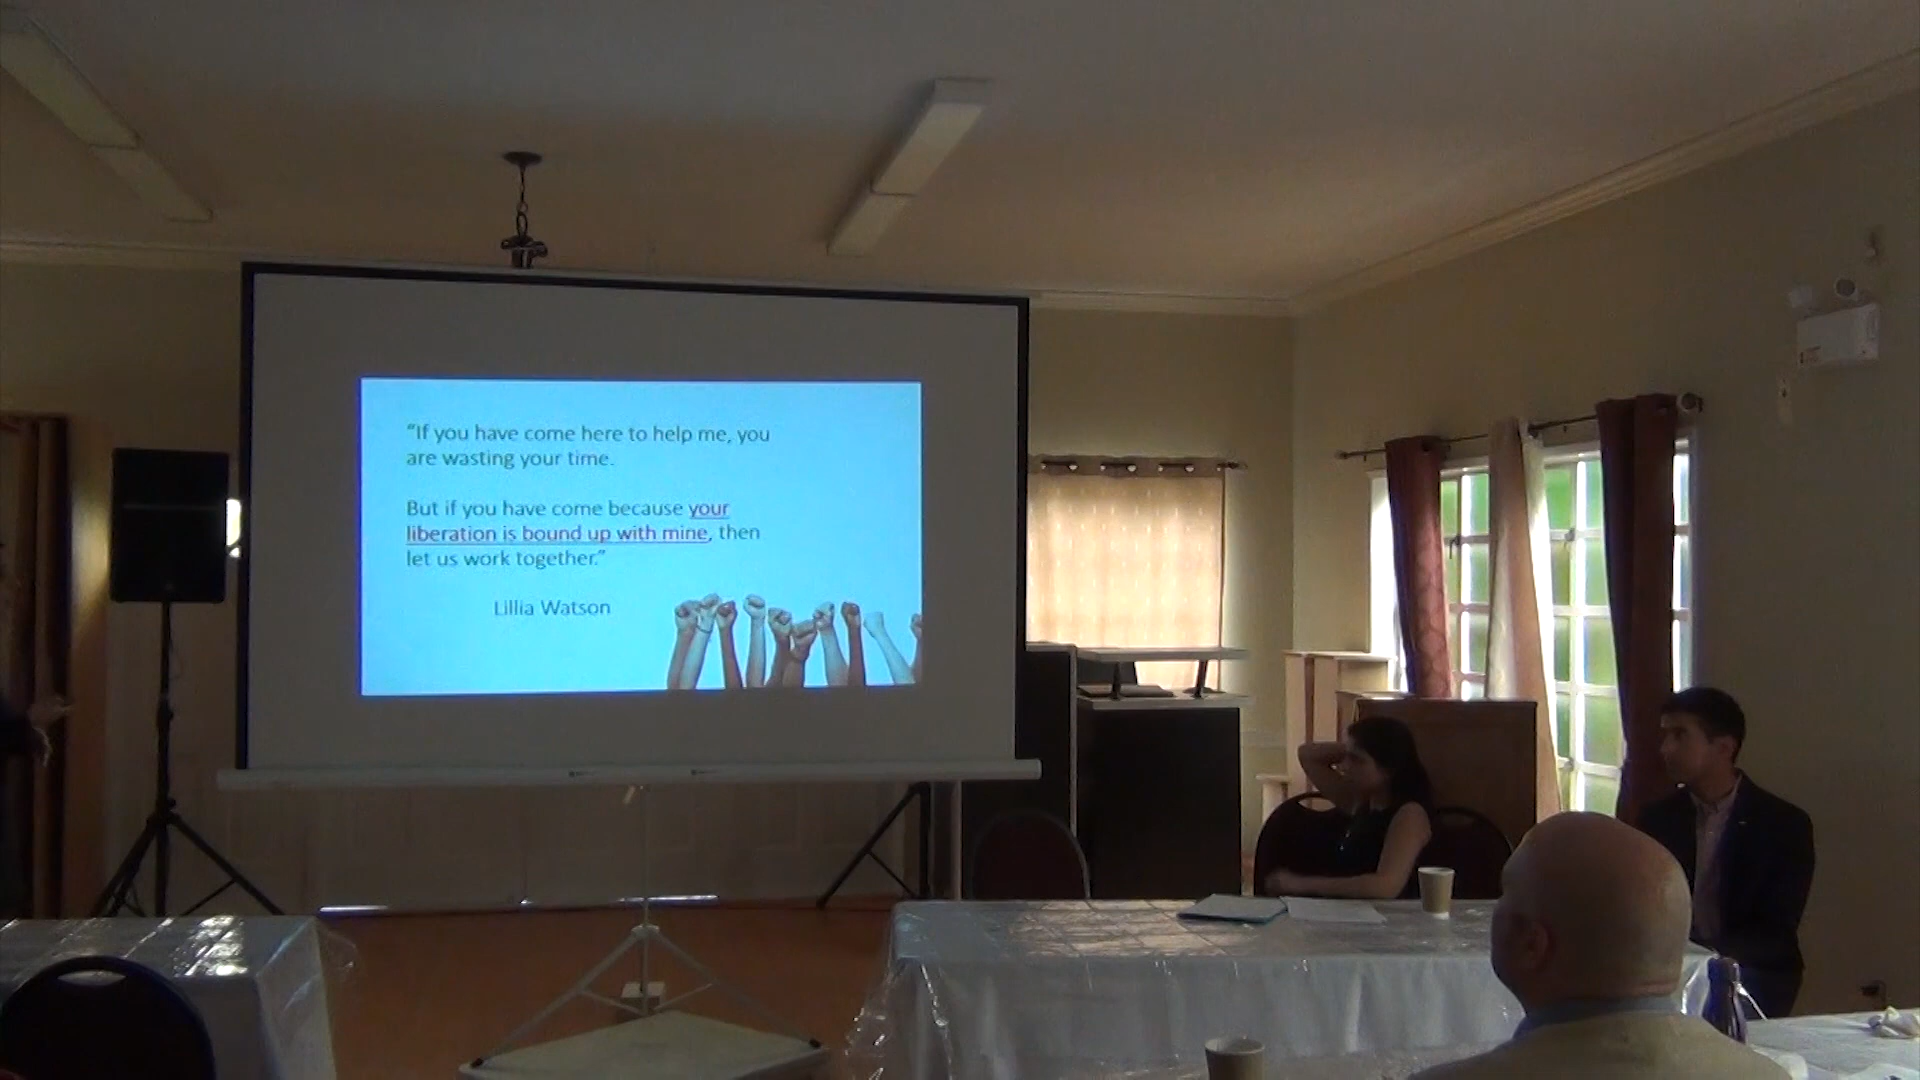 “If you have come here to help me, you
are wasting your time.
But if you have come because your
liberation is bound up with mine, then
let us work together.”
Lillia Watson